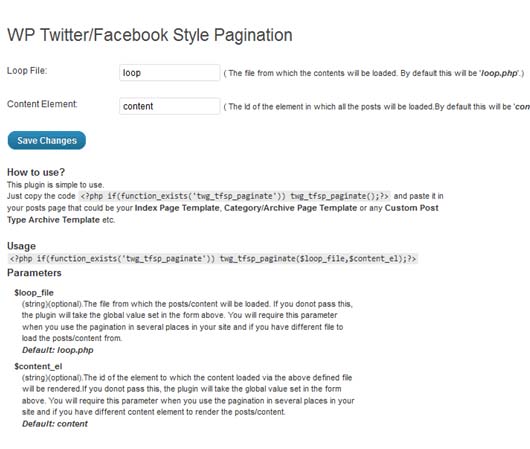 WP Twitter/Facebook Style Pagination
Loop File: loop ( The file from which the contents will be loaded. By default this will be 'loop.php'.)
Content Element: content ( The id of the element in which all the posts will be loaded.By default this will be 'con
Save Changes
How to use?
This plugin is simple to use.
Just copy the code <?php if(function_exists('twg_tfsp_paginate')) twg_tfsp_paginate();?> and paste it in
your posts page that could be your Index Page Template, Category/Archive Page Template or any Custom Post
Type Archive Template etc.
Usage
<?php if(function_exists('twg_tfsp_paginate')) twg_tfsp_paginate($loop_file,$content_el);?>
Parameters
$loop_file
(string)(optional).The file from which the posts/content will be loaded. If you donot pass this,
the plugin will take the global value set in the form above. You will require this parameter
when you use the pagination in several places in your site and if you have different file to
load the posts/content from.
Default: loop.php
$content_el
(string)(optional).The id of the element to which the content loaded via the above defined file
will be rendered.If you donot pass this, the plugin will take the global value set in the form
above. You will require this parameter when you use the pagination in several places in your
site and if you have different content element to render the posts/content.
Default: content